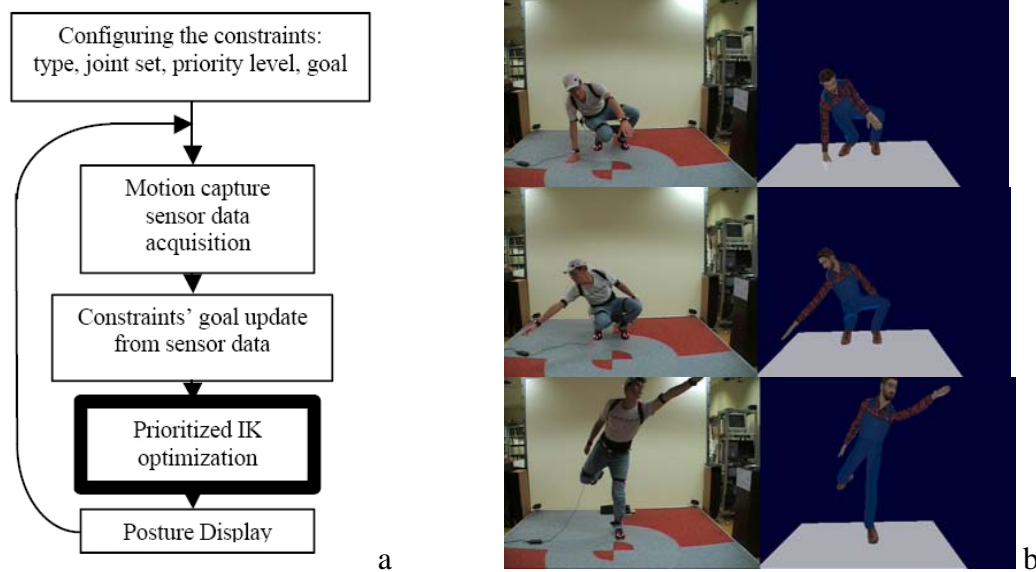 Configuring the constraints:
type, joint set, priority level, goal
Motion capture
sensor data
acquisition
Constraints’ goal update
from sensor data
Prioritized IK
optimization
Posture Display
a
b